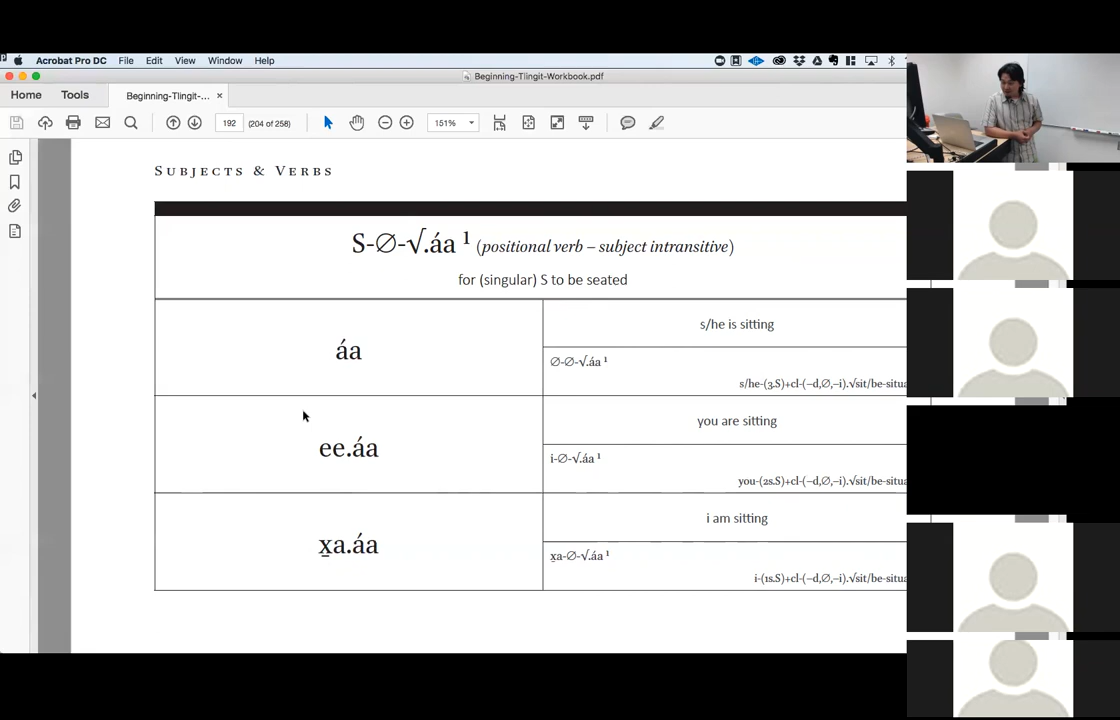 Acrobat Pro DC File Edit View Window Help
Beginning-Tlingit-Workbook.pdf
Home Tools Beginning-Tlingit-... ×
192 (204 of 258) 151%
SUBJECTS & VERBS
S-∅-√.áa ¹ (positional verb – subject intransitive)
for (singular) S to be seated
áa
s/he is sitting
∅-∅-√.áa ¹
s/he-(3.S)+cl-(–d,∅,–i).√sit/be-situa
ee.áa
you are sitting
i-∅-√.áa ¹
you-(2s.S)+cl-(–d,∅,–i).√sit/be-situa
x̱a.áa
i am sitting
x̱a-∅-√.áa ¹
i-(1s.S)+cl-(–d,∅,–i).√sit/be-situa